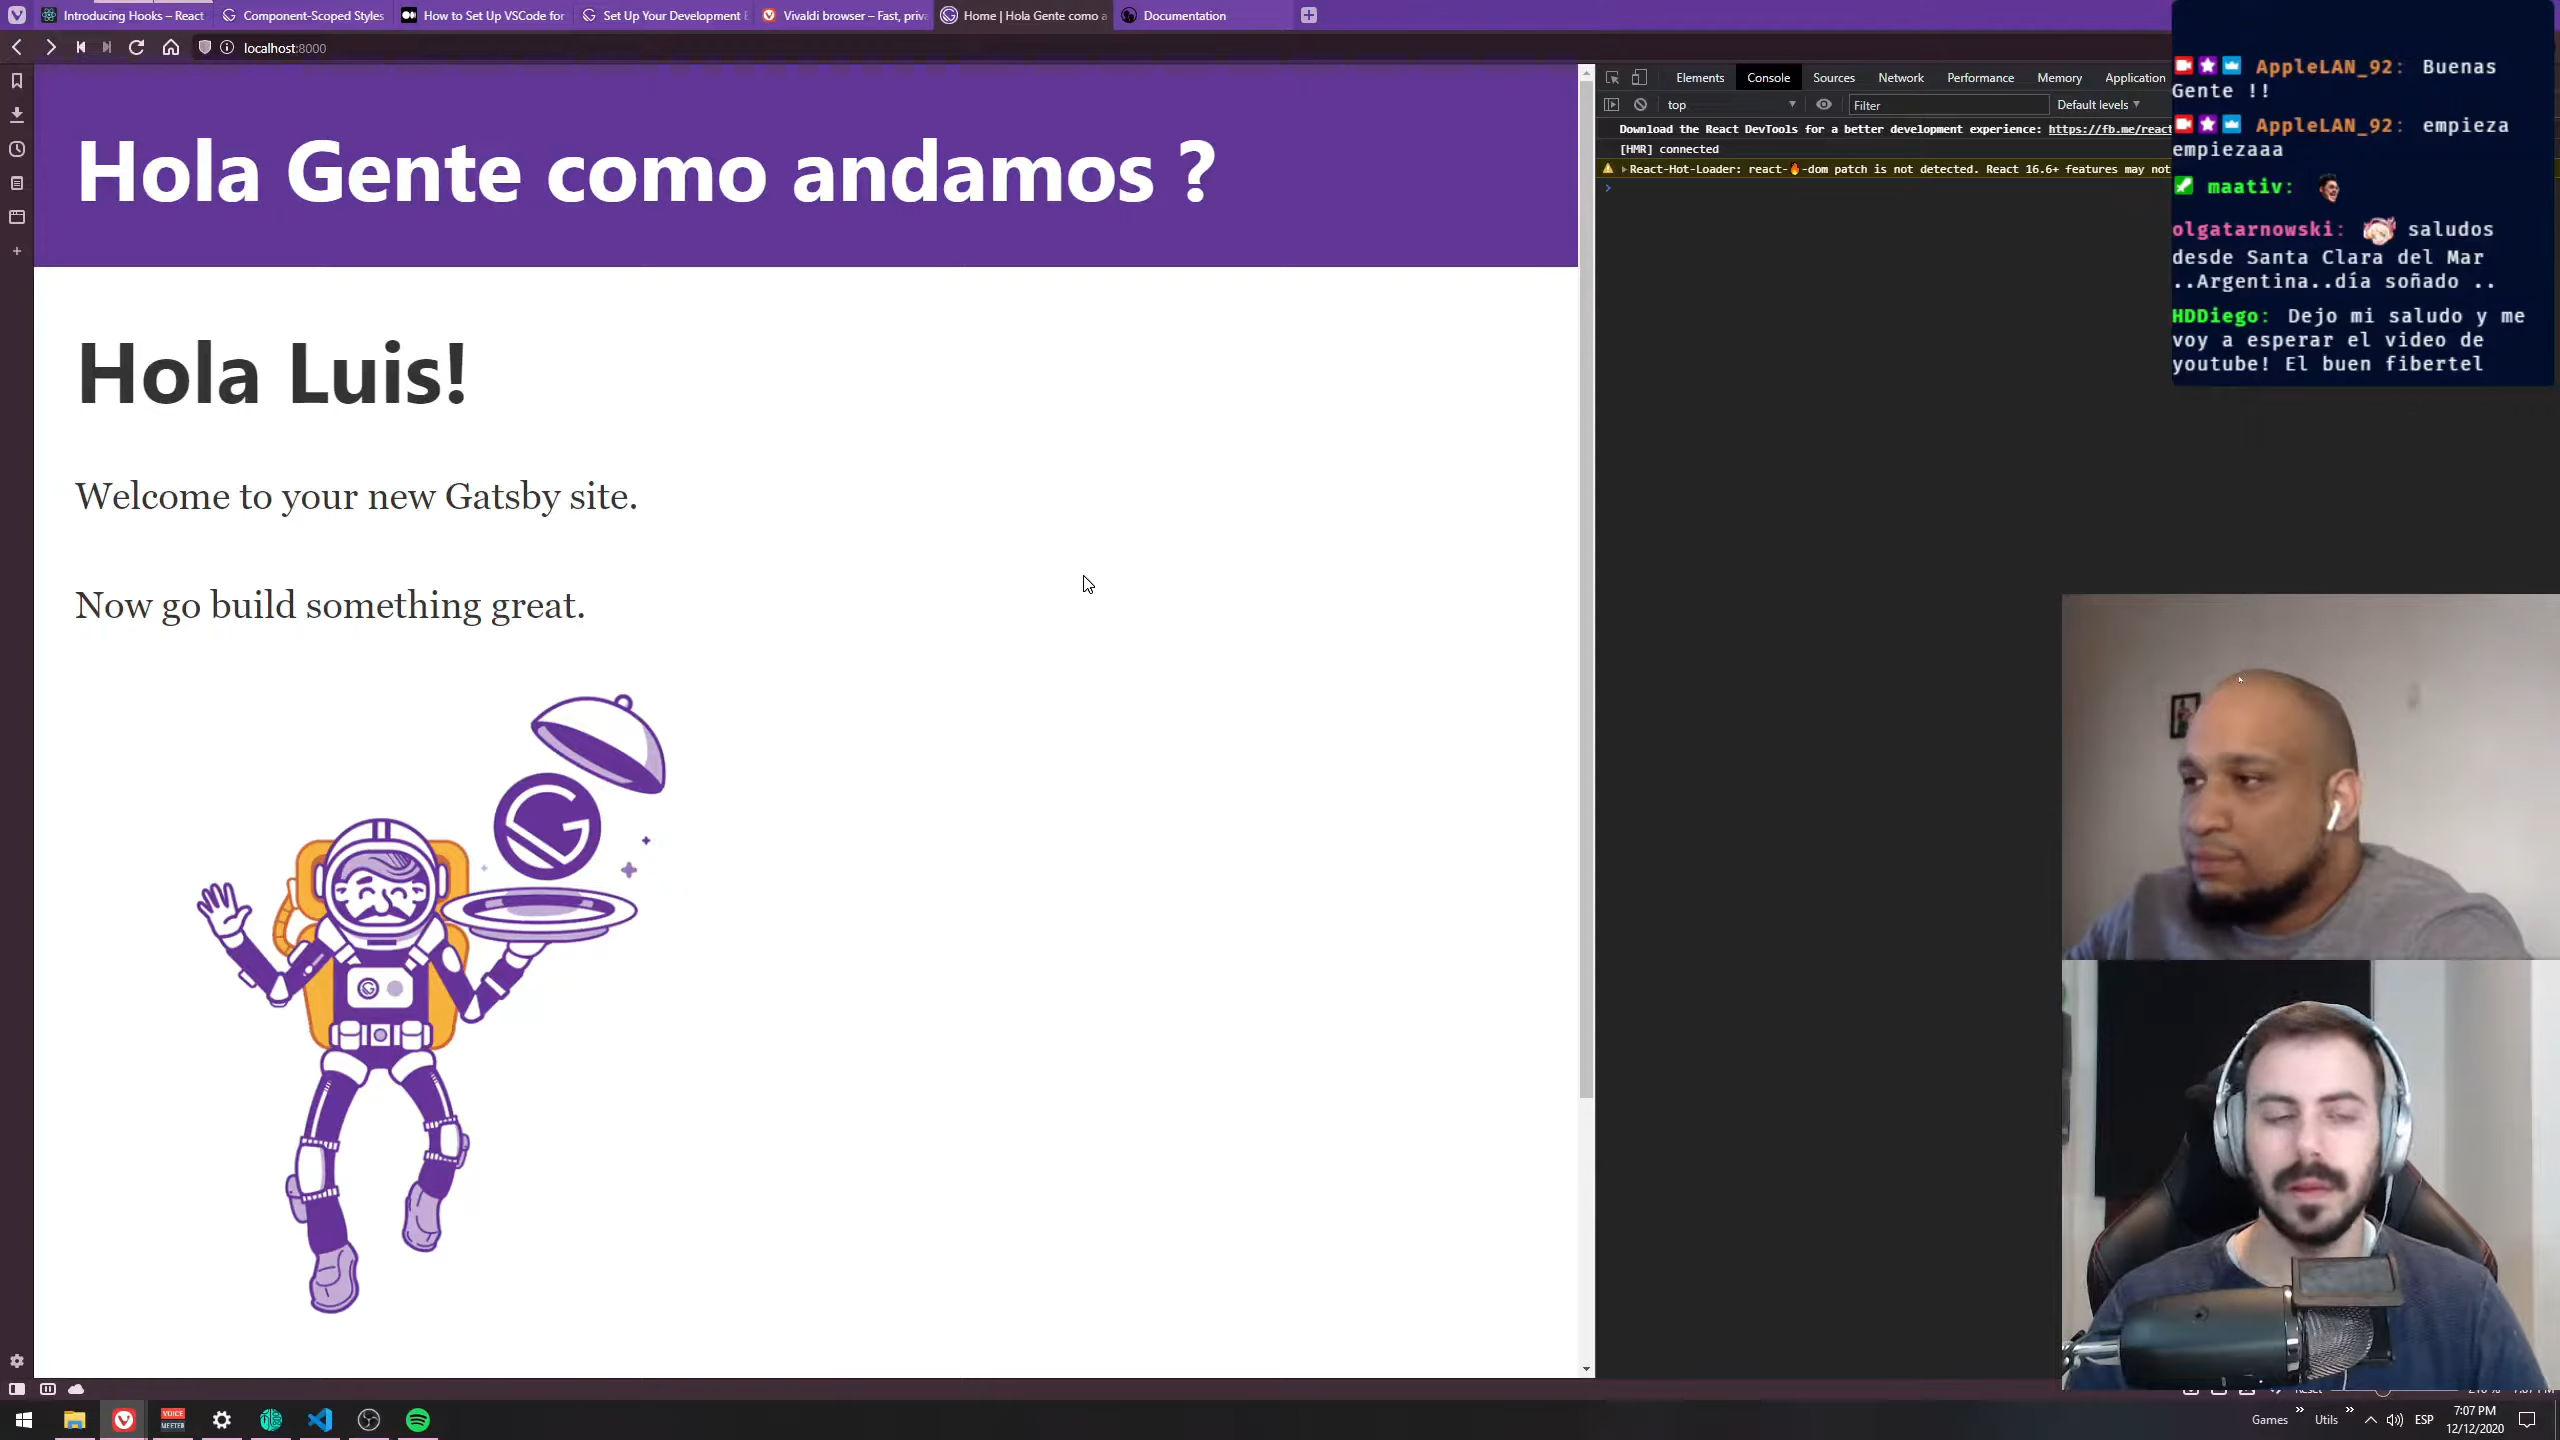 Introducing Hooks – React
Component-Scoped Styles
How to Set Up VSCode for
Set Up Your Development E
Vivaldi browser – Fast, priva
Home | Hola Gente como a
Documentation
localhost:8000
Hola Gente como andamos ?
Hola Luis!
Welcome to your new Gatsby site.
Now go build something great.
Elements
Console
Sources
Network
Performance
Memory
Application
top
Filter
Default levels
Download the React DevTools for a better development experience: https://fb.me/react
[HMR] connected
React-Hot-Loader: react-🔥-dom patch is not detected. React 16.6+ features may not
AppleLAN_92: Buenas
Gente !!
AppleLAN_92: empieza
empiezaaa
maativ:
olgatarnowski: saludos
desde Santa Clara del Mar
..Argentina..día soñado ..
HDDiego: Dejo mi saludo y me
voy a esperar el video de
youtube! El buen fibertel
VOICE
MEETER
Games
Utils
ESP
7:07 PM
12/12/2020